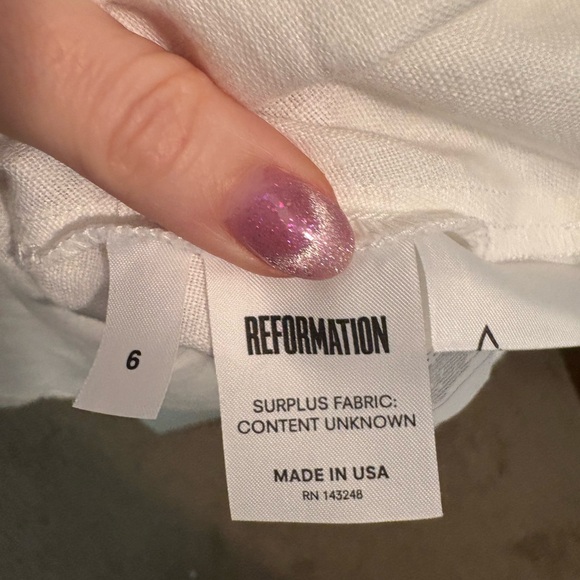 6
REFORMATION
SURPLUS FABRIC:
CONTENT UNKNOWN
MADE IN USA
RN 143248